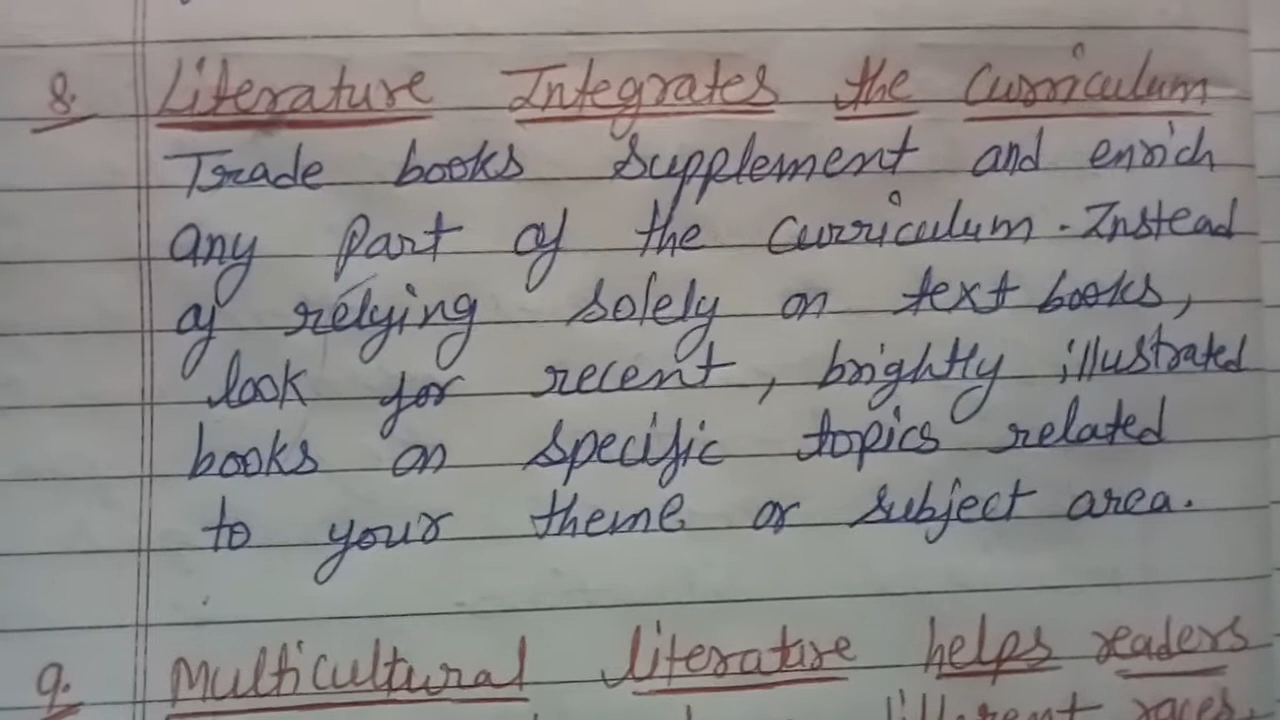 8. Literature Integrates the Curriculum
Trade books supplement and enrich
any part of the curriculum. Instead
of relying solely on text books,
look for recent, brightly illustrated
books on specific topics related
to your theme or subject area.
9. Multicultural literature helps readers
different races.